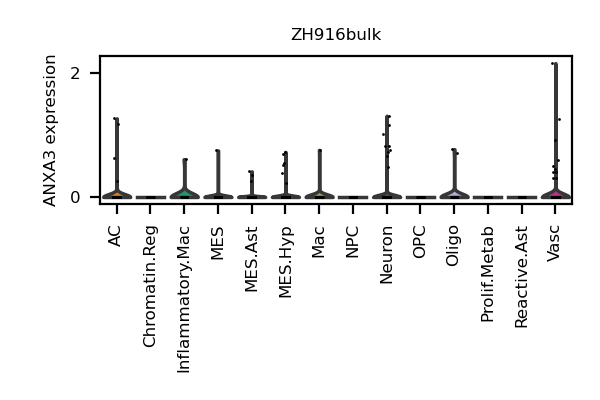 ZH916bulk
ANXA3 expression
2
0
AC
Chromatin.Reg
Inflammatory.Mac
MES
MES.Ast
MES.Hyp
Mac
NPC
Neuron
OPC
Oligo
Prolif.Metab
Reactive.Ast
Vasc